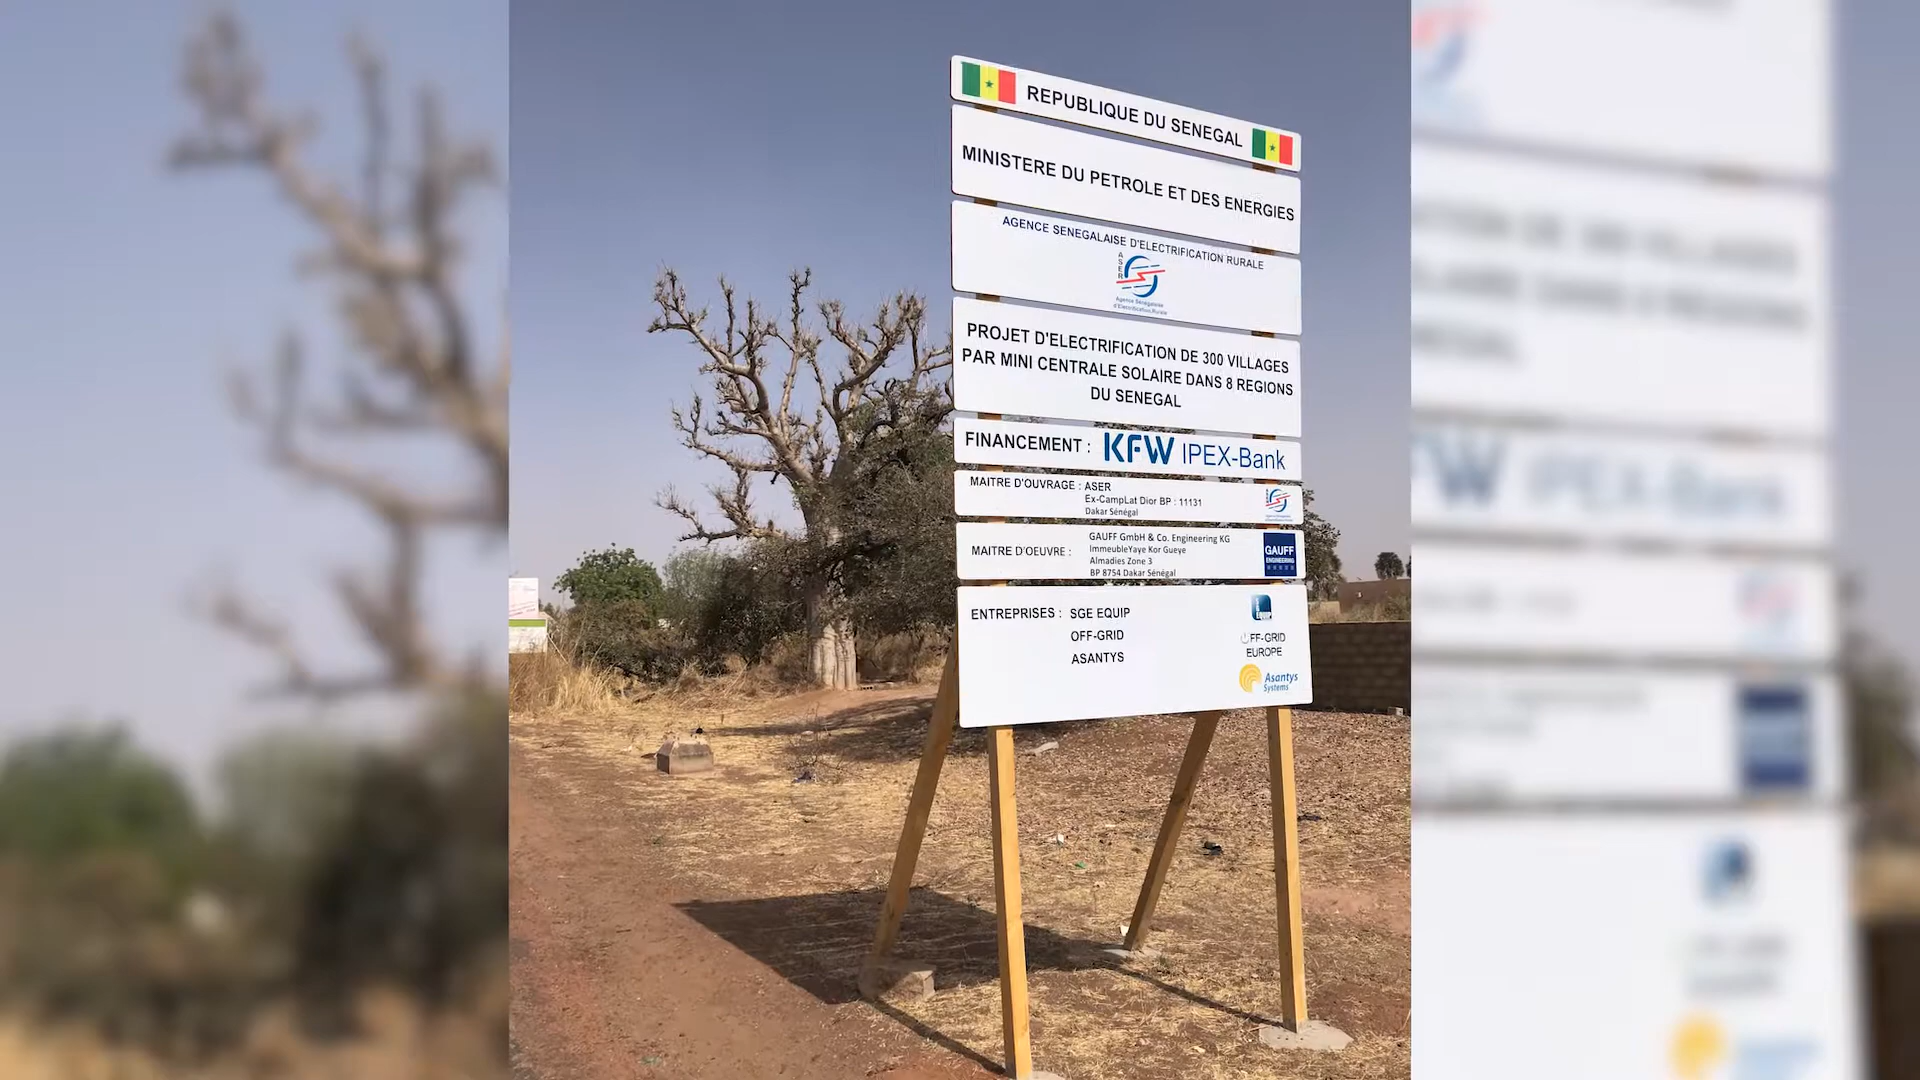 REPUBLIQUE DU SENEGAL
MINISTERE DU PETROLE ET DES ENERGIES
AGENCE SENEGALAISE D'ELECTRIFICATION RURALE
ASER
Agence Sénégalaise
d'Electrification Rurale
PROJET D'ELECTRIFICATION DE 300 VILLAGES
PAR MINI CENTRALE SOLAIRE DANS 8 REGIONS
DU SENEGAL
FINANCEMENT : KFW IPEX-Bank
MAITRE D'OUVRAGE : ASER
Ex-CampLat Dior BP : 11131
Dakar Sénégal
MAITRE D'OEUVRE : GAUFF GmbH & Co. Engineering KG
ImmeubleYaye Kor Gueye
Almadies Zone 3
BP 8754 Dakar Sénégal
GAUFF
ENGINEERING
ENTREPRISES : SGE EQUIP
OFF-GRID
ASANTYS
OFF-GRID
EUROPE
Asantys
Systems